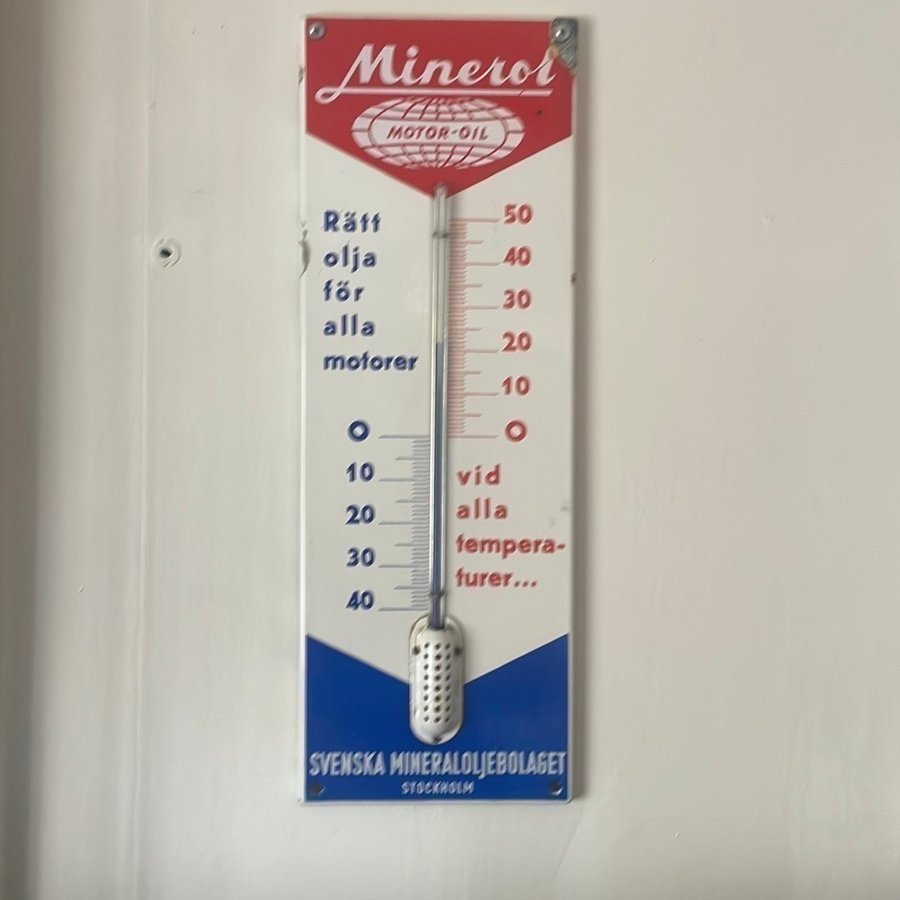 Minerol
MOTOR-OIL
Rätt
olja
för
alla
motorer
50
40
30
20
10
0
0
10
20
30
40
vid
alla
tempera-
turer...
SVENSKA MINERALOLJEBOLAGET
STOCKHOLM